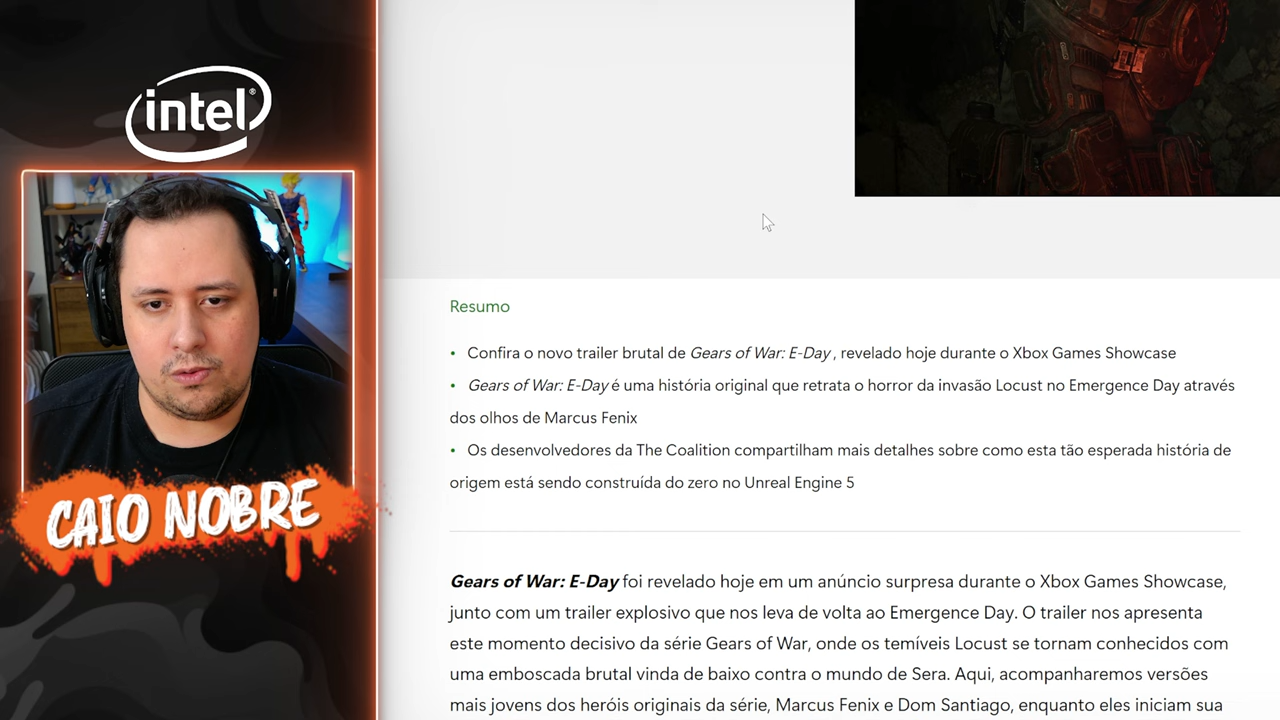 intel®
CAIO NOBRE
Resumo
• Confira o novo trailer brutal de Gears of War: E-Day , revelado hoje durante o Xbox Games Showcase
• Gears of War: E-Day é uma história original que retrata o horror da invasão Locust no Emergence Day através
dos olhos de Marcus Fenix
• Os desenvolvedores da The Coalition compartilham mais detalhes sobre como esta tão esperada história de
origem está sendo construída do zero no Unreal Engine 5
Gears of War: E-Day foi revelado hoje em um anúncio surpresa durante o Xbox Games Showcase,
junto com um trailer explosivo que nos leva de volta ao Emergence Day. O trailer nos apresenta
este momento decisivo da série Gears of War, onde os temíveis Locust se tornam conhecidos com
uma emboscada brutal vinda de baixo contra o mundo de Sera. Aqui, acompanharemos versões
mais jovens dos heróis originais da série, Marcus Fenix e Dom Santiago, enquanto eles iniciam sua